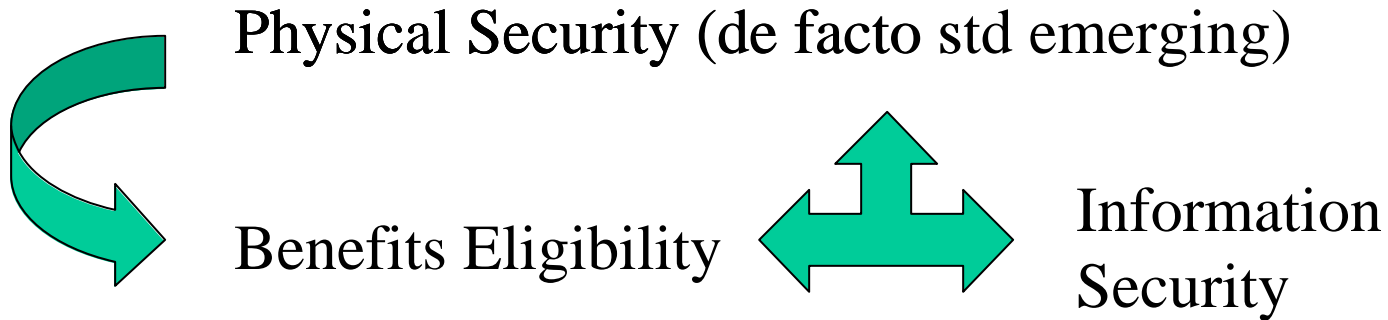 Physical Security (de facto std emerging)
Benefits Eligibility
Information
Security